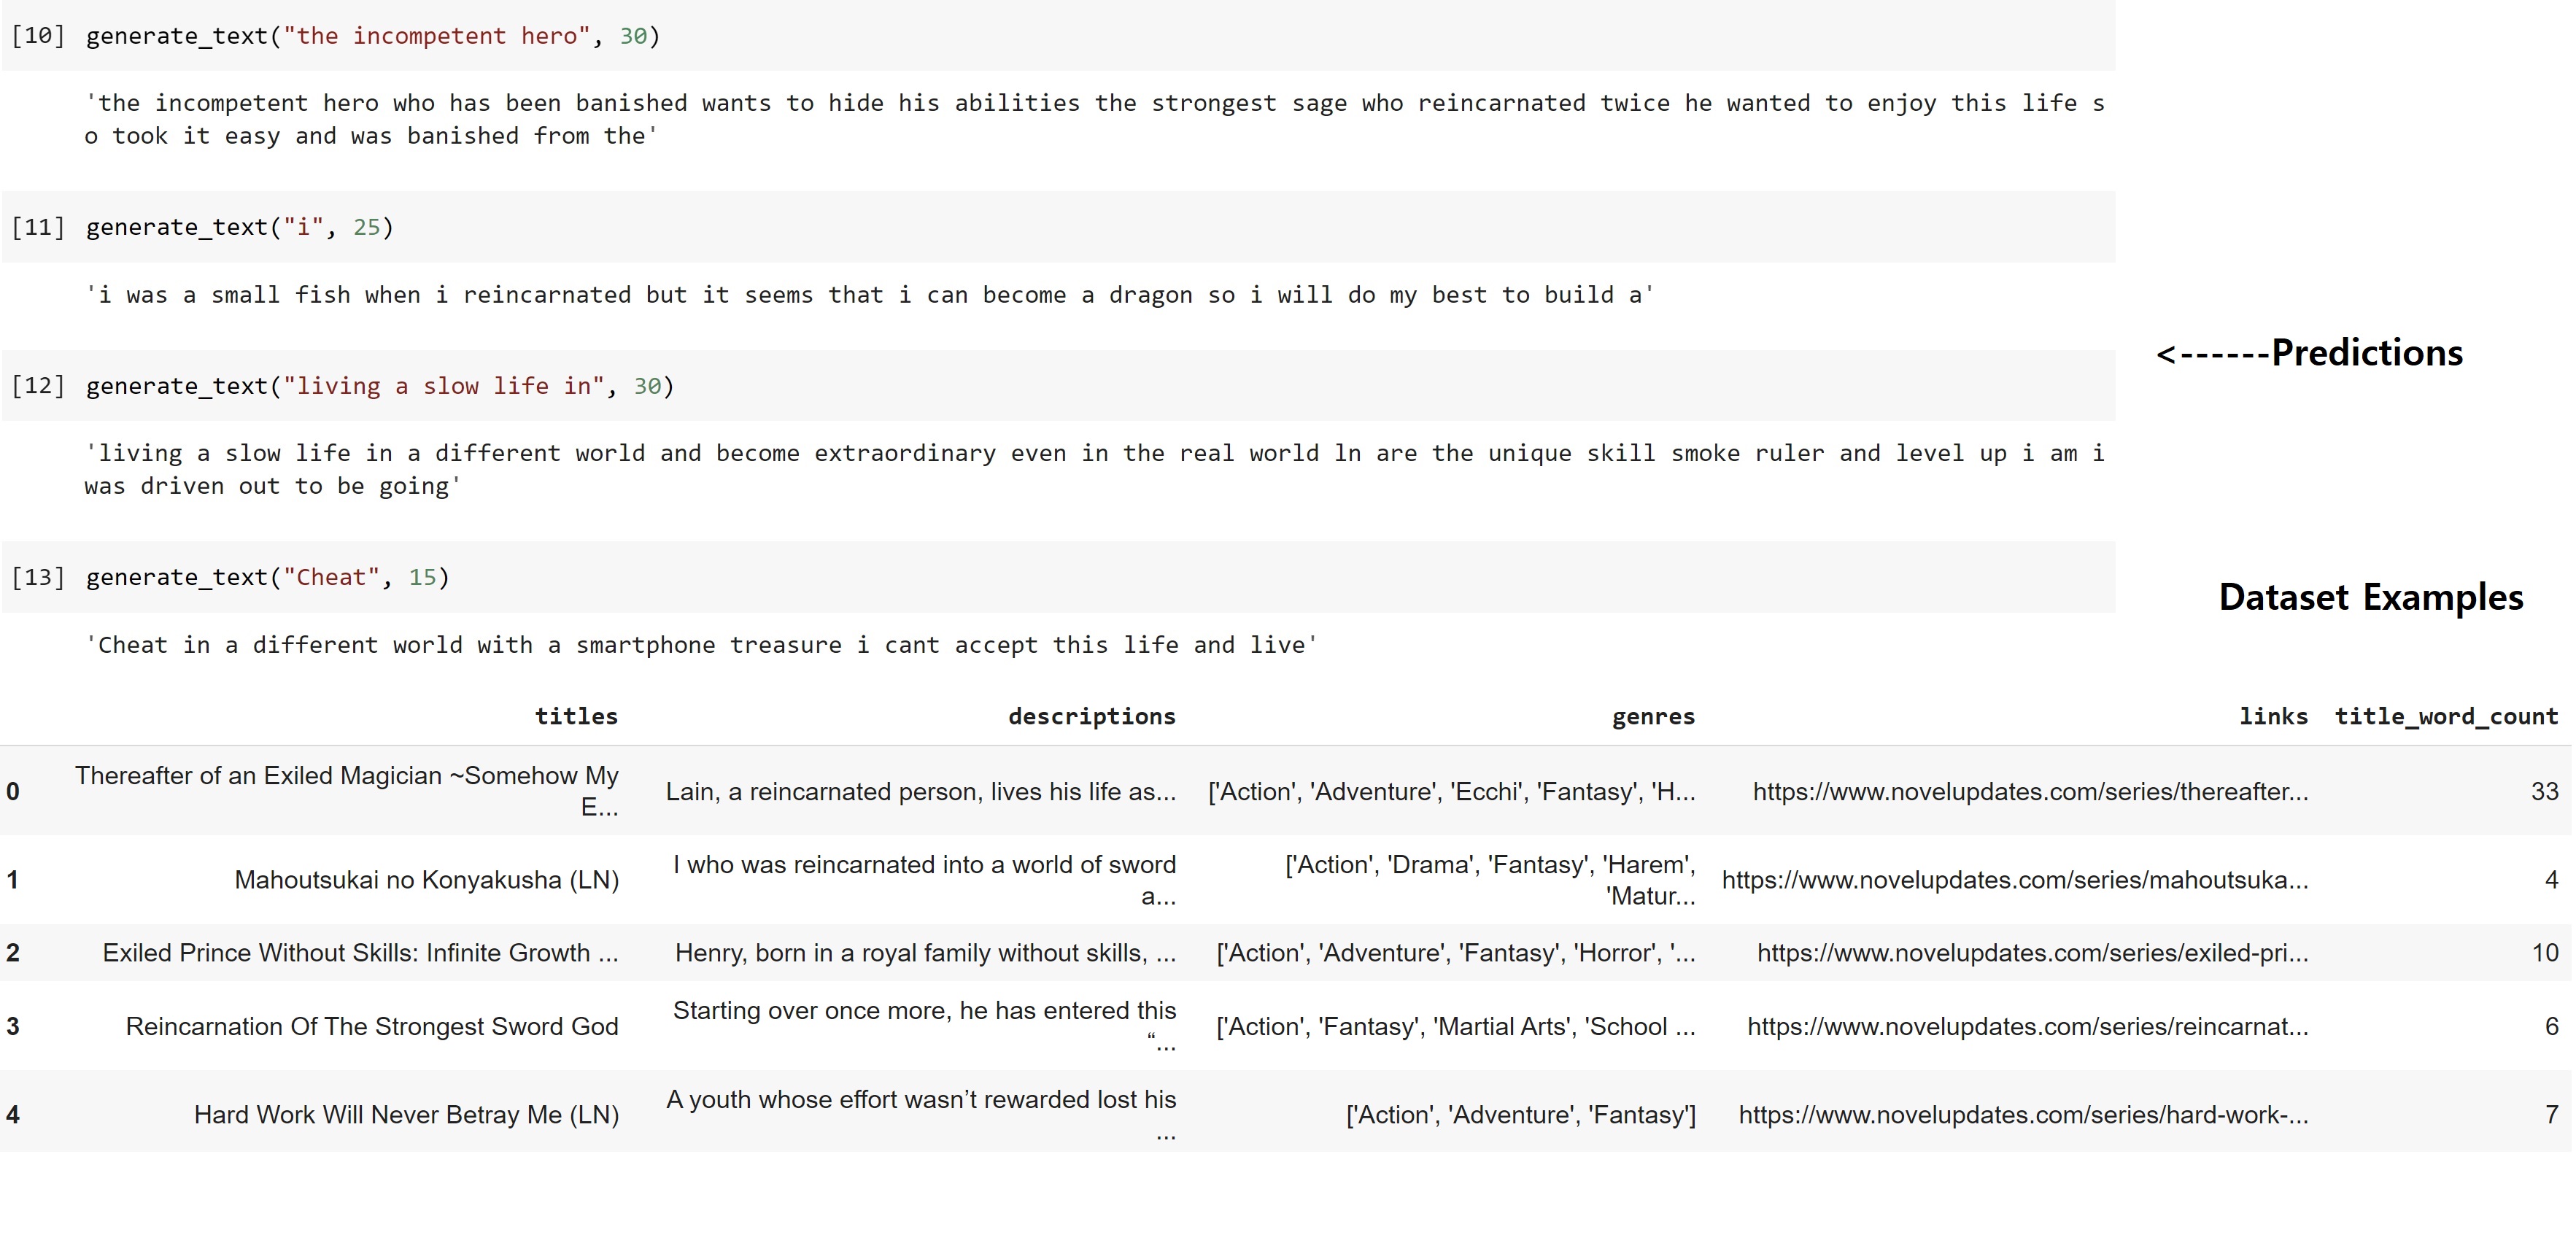 [10] generate_text("the incompetent hero", 30)
'the incompetent hero who has been banished wants to hide his abilities the strongest sage who reincarnated twice he wanted to enjoy this life s
o took it easy and was banished from the'
[11] generate_text("i", 25)
'i was a small fish when i reincarnated but it seems that i can become a dragon so i will do my best to build a'
<------Predictions
[12] generate_text("living a slow life in", 30)
'living a slow life in a different world and become extraordinary even in the real world ln are the unique skill smoke ruler and level up i am i
was driven out to be going'
[13] generate_text("Cheat", 15)
Dataset Examples
'Cheat in a different world with a smartphone treasure i cant accept this life and live'
titles descriptions genres links title_word_count
0 Thereafter of an Exiled Magician ~Somehow My E... Lain, a reincarnated person, lives his life as... ['Action', 'Adventure', 'Ecchi', 'Fantasy', 'H... https://www.novelupdates.com/series/thereafter... 33
1 Mahoutsukai no Konyakusha (LN) I who was reincarnated into a world of sword a... ['Action', 'Drama', 'Fantasy', 'Harem', 'Matur... https://www.novelupdates.com/series/mahoutsuka... 4
2 Exiled Prince Without Skills: Infinite Growth ... Henry, born in a royal family without skills, ... ['Action', 'Adventure', 'Fantasy', 'Horror', '... https://www.novelupdates.com/series/exiled-pri... 10
3 Reincarnation Of The Strongest Sword God Starting over once more, he has entered this “... ['Action', 'Fantasy', 'Martial Arts', 'School ... https://www.novelupdates.com/series/reincarnat... 6
4 Hard Work Will Never Betray Me (LN) A youth whose effort wasn’t rewarded lost his ... ['Action', 'Adventure', 'Fantasy'] https://www.novelupdates.com/series/hard-work-... 7